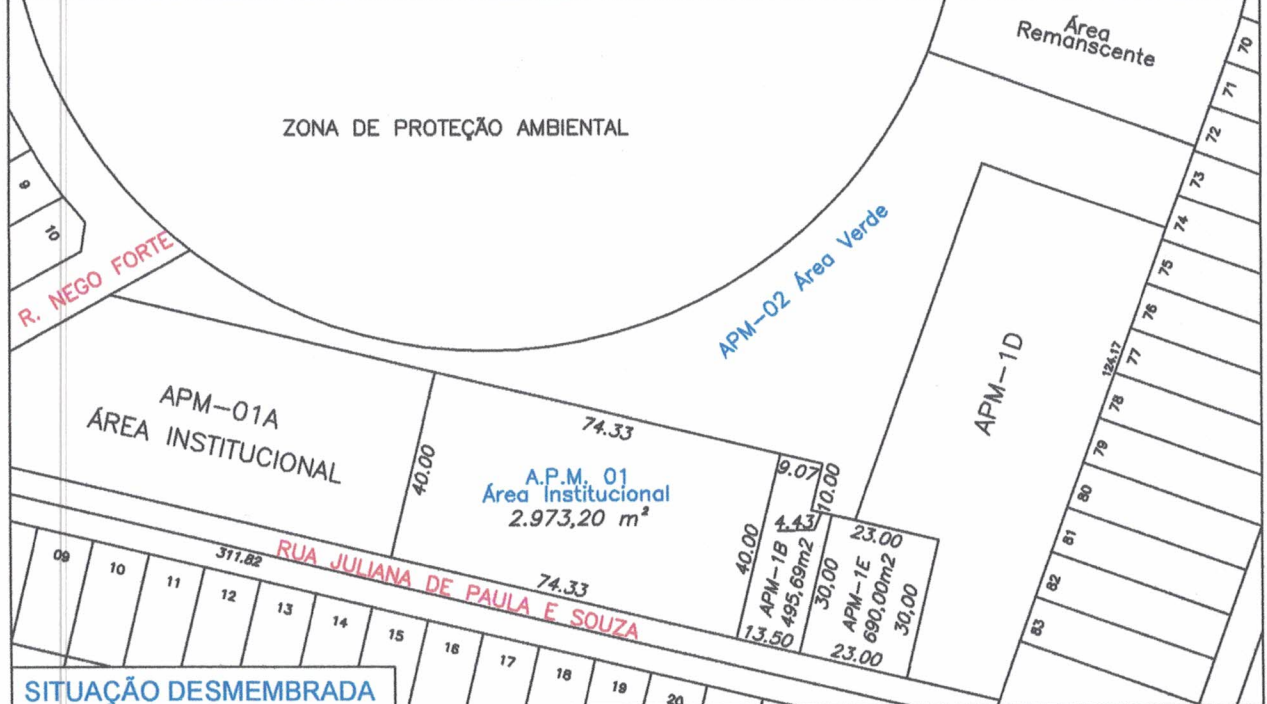 Área
Remanscente
ZONA DE PROTEÇÃO AMBIENTAL
70
71
72
73
74
75
76
77
78
79
80
81
82
83
124.17
9
10
R. NEGO FORTE
APM-02 Área Verde
APM-1D
APM-01A
ÁREA INSTITUCIONAL
74.33
40.00
A.P.M. 01
Área Institucional
2.973,20 m²
9.07
10.00
4.43
40.00
APM-1B
495,69m2
13.50
23.00
30,00
APM-1E
690.00m2
30,00
23.00
74.33
311.82
RUA JULIANA DE PAULA E SOUZA
09
10
11
12
13
14
15
16
17
18
19
20
SITUAÇÃO DESMEMBRADA